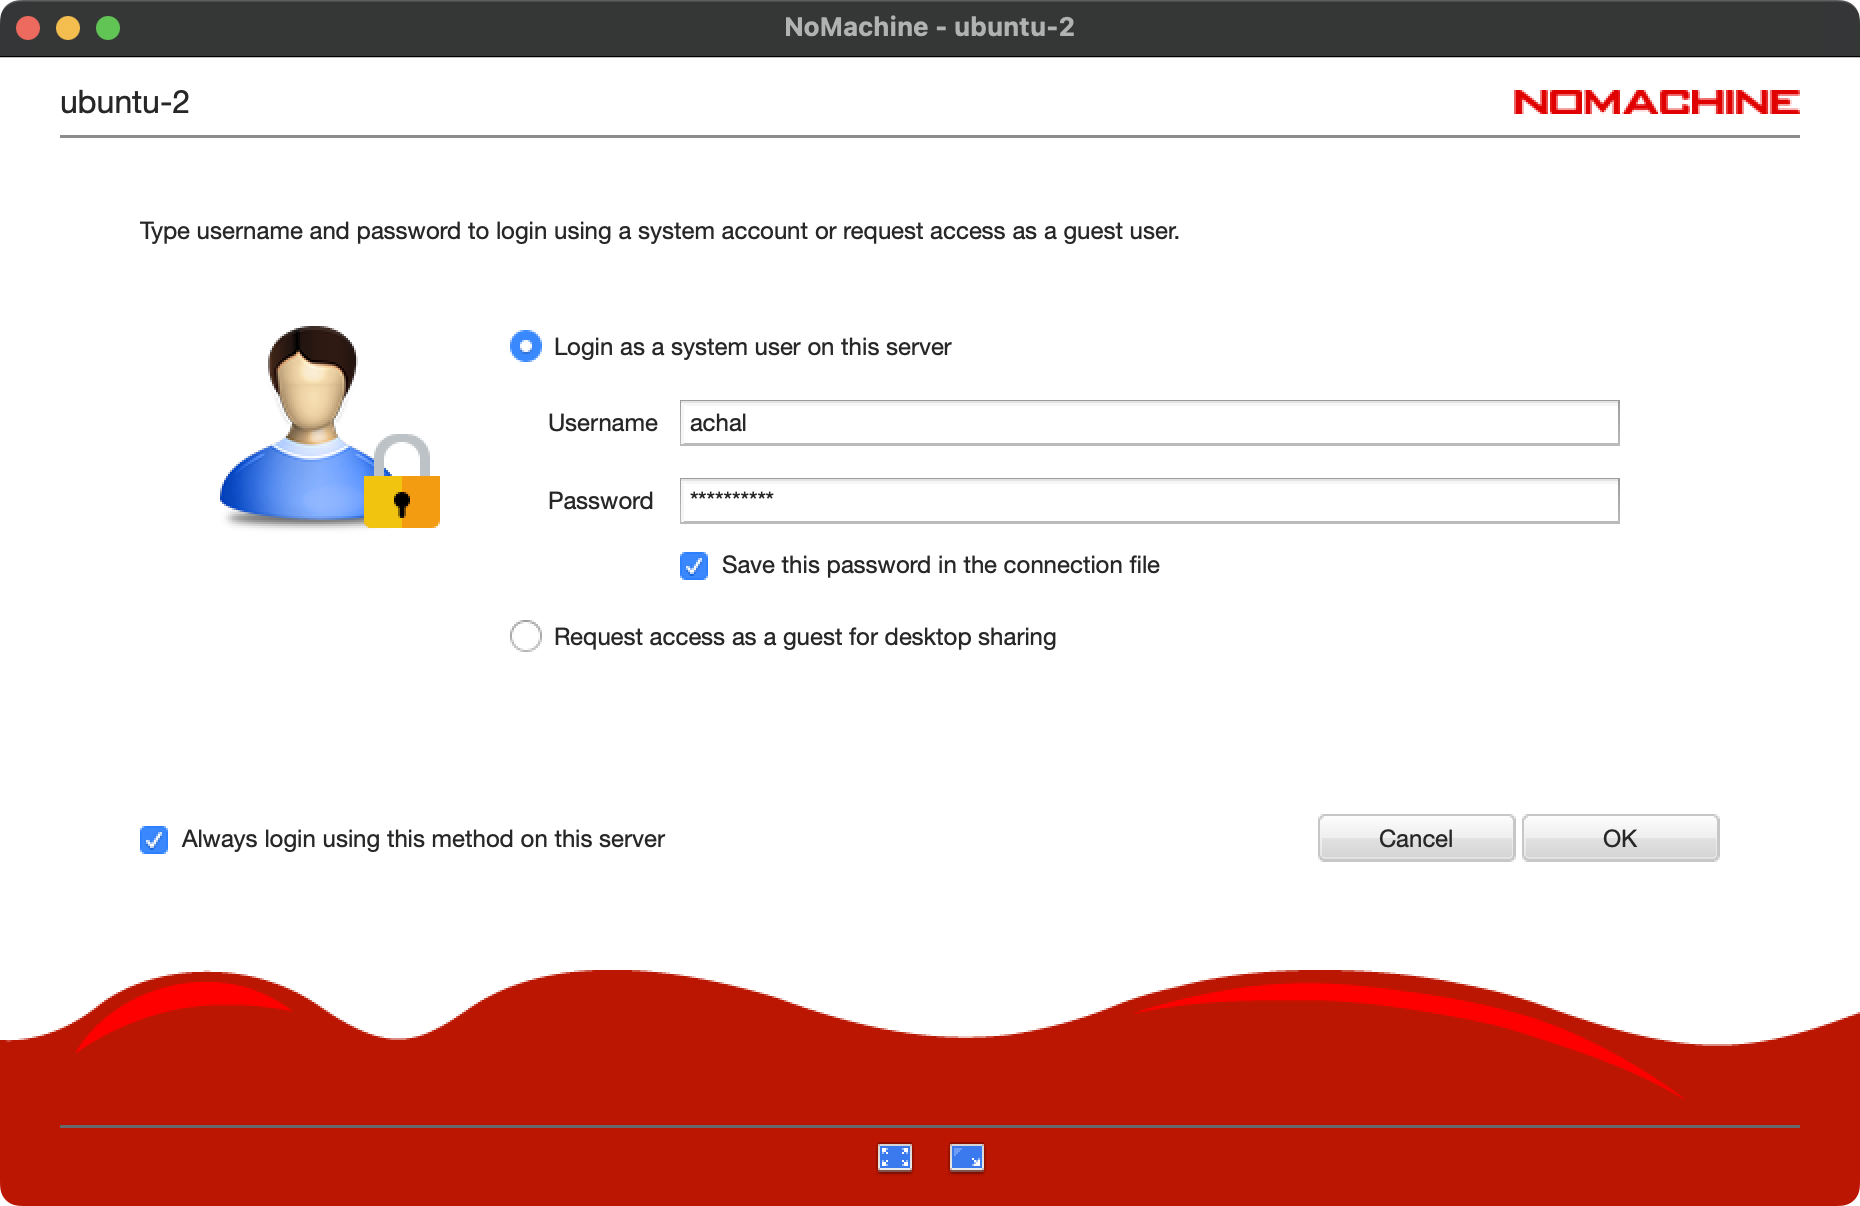 NoMachine - ubuntu-2
ubuntu-2
NOMACHINE
Type username and password to login using a system account or request access as a guest user.
Login as a system user on this server
Username achal
Password **********
Save this password in the connection file
Request access as a guest for desktop sharing
Always login using this method on this server
Cancel OK